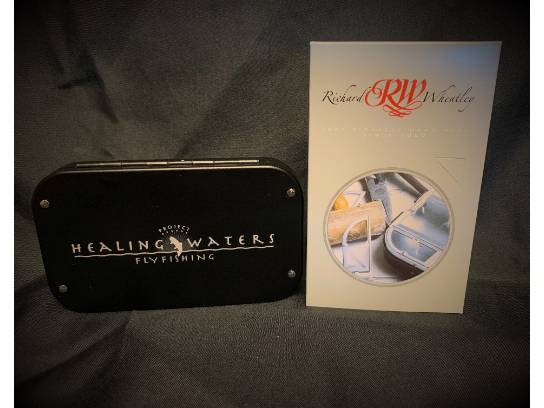 PROJECT
HEALING WATERS
FLYFISHING
Richard RW Wheatley